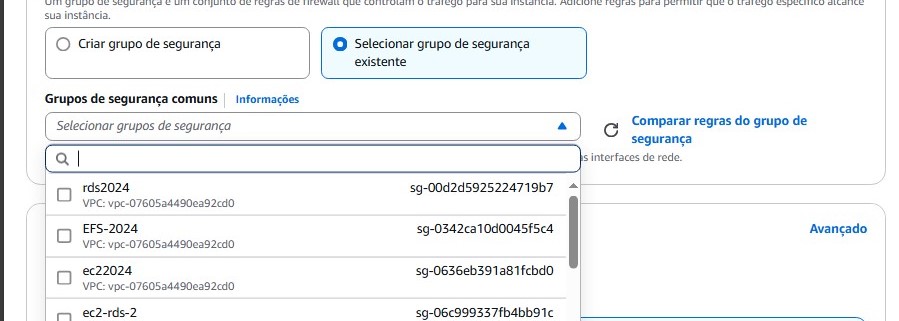 Um grupo de segurança é um conjunto de regras de firewall que controlam o tráfego para sua instância. Adicione regras para permitir que o tráfego específico alcance
sua instância.
Criar grupo de segurança
Selecionar grupo de segurança
existente
Grupos de segurança comuns
Informações
Selecionar grupos de segurança
Comparar regras do grupo de
segurança
s interfaces de rede.
rds2024
sg-00d2d5925224719b7
VPC: vpc-07605a4490ea92cd0
EFS-2024
sg-0342ca10d0045f5c4
VPC: vpc-07605a4490ea92cd0
Avançado
ec22024
sg-0636eb391a81fcbd0
VPC: vpc-07605a4490ea92cd0
ec2-rds-2
sg-06c999337fb4bb91c